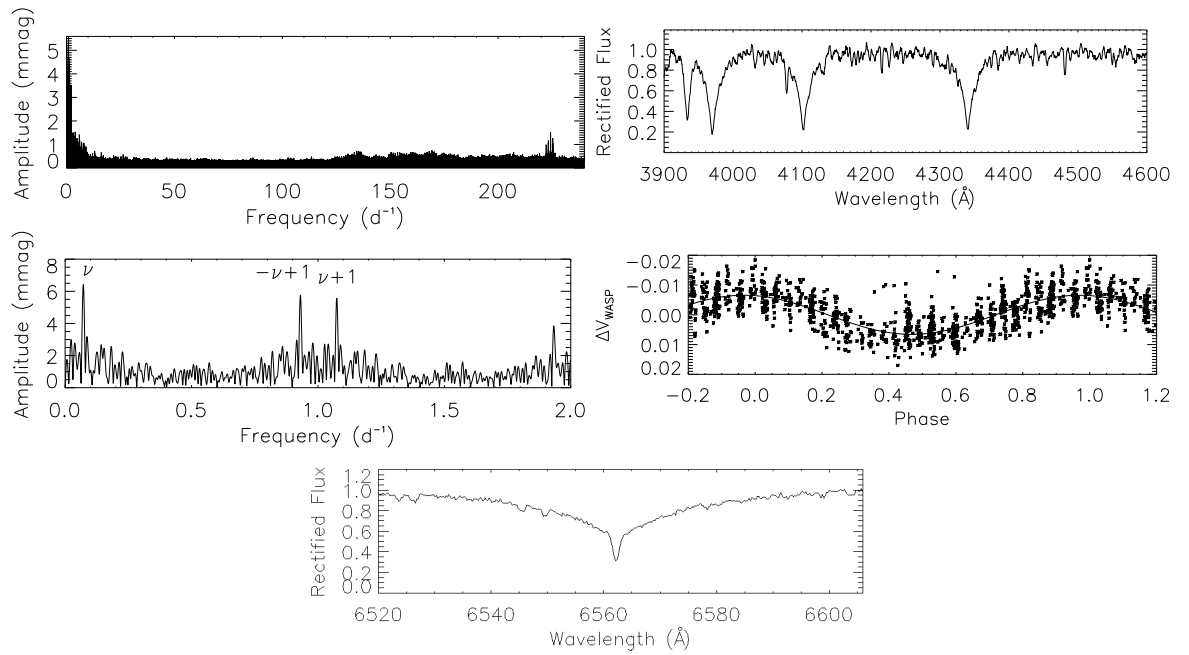 Amplitude (mmag)
5
4
3
2
1
0
0 50 100 150 200
Frequency (d⁻¹)
Rectified Flux
1.0
0.8
0.6
0.4
0.2
3900 4000 4100 4200 4300 4400 4500 4600
Wavelength (Å)
Amplitude (mmag)
8
6
4
2
0
ν
−ν+1 ν+1
0.0 0.5 1.0 1.5 2.0
Frequency (d⁻¹)
ΔV_WASP
−0.02
−0.01
0.00
0.01
0.02
−0.2 0.0 0.2 0.4 0.6 0.8 1.0 1.2
Phase
Rectified Flux
1.2
1.0
0.8
0.6
0.4
0.2
0.0
6520 6540 6560 6580 6600
Wavelength (Å)